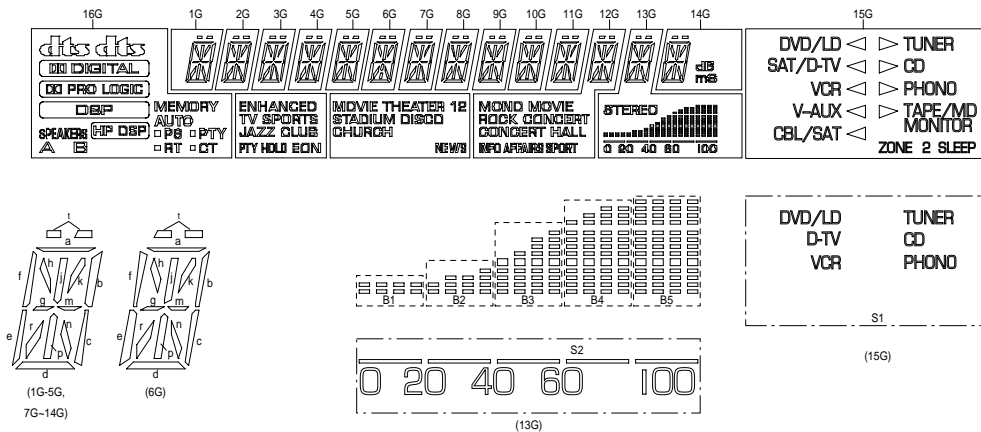 16G 1G 2G 3G 4G 5G 6G 7G 8G 9G 10G 11G 12G 13G 14G 15G
dts dts
DIGITAL
PRO LOGIC
DSP
HP DSP
SPEAKERS
A B
MEMORY
AUTO
PS PTY
RT CT
dB
mS
ENHANCED
TV SPORTS
JAZZ CLUB
PTY HOLD EON
MOVIE THEATER 12
STADIUM DISCO
CHURCH
NEWS
MONO MOVIE
ROCK CONCERT
CONCERT HALL
INFO AFFAIRS SPORT
STEREO
0 20 40 60 100
DVD/LD TUNER
SAT/D-TV CD
VCR PHONO
V-AUX TAPE/MD
MONITOR
CBL/SAT
ZONE 2 SLEEP
t
a
f h j k b
g m
e r p n c
d
(1G-5G,
7G~14G)
t
a
f h j k b
g m
e r p n c
d
(6G)
B1 B2 B3 B4 B5
S2
0 20 40 60 100
(13G)
DVD/LD TUNER
D-TV CD
VCR PHONO
S1
(15G)